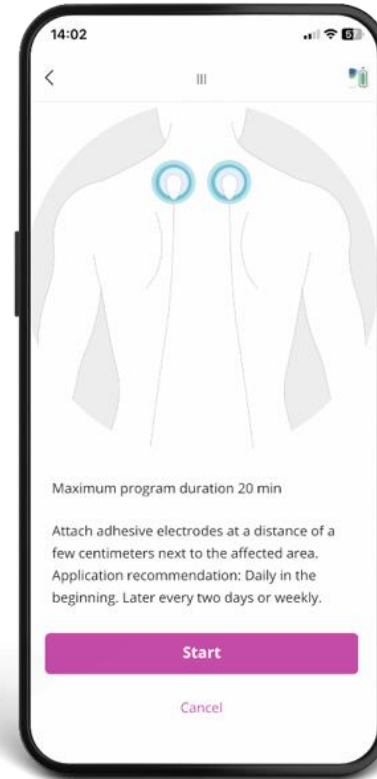 14:02
57
Maximum program duration 20 min
Attach adhesive electrodes at a distance of a
few centimeters next to the affected area.
Application recommendation: Daily in the
beginning. Later every two days or weekly.
Start
Cancel